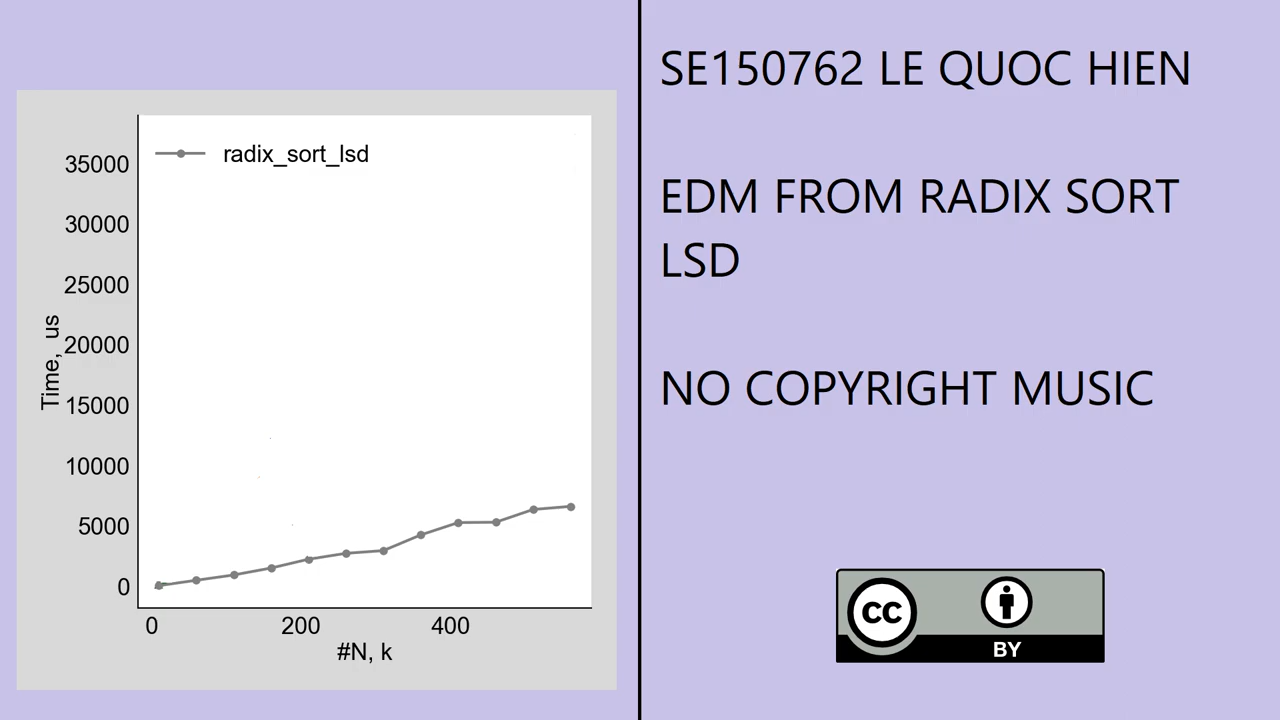 radix_sort_lsd
35000
30000
25000
20000
15000
10000
5000
0
Time, us
0 200 400
#N, k
SE150762 LE QUOC HIEN
EDM FROM RADIX SORT
LSD
NO COPYRIGHT MUSIC
CC
BY